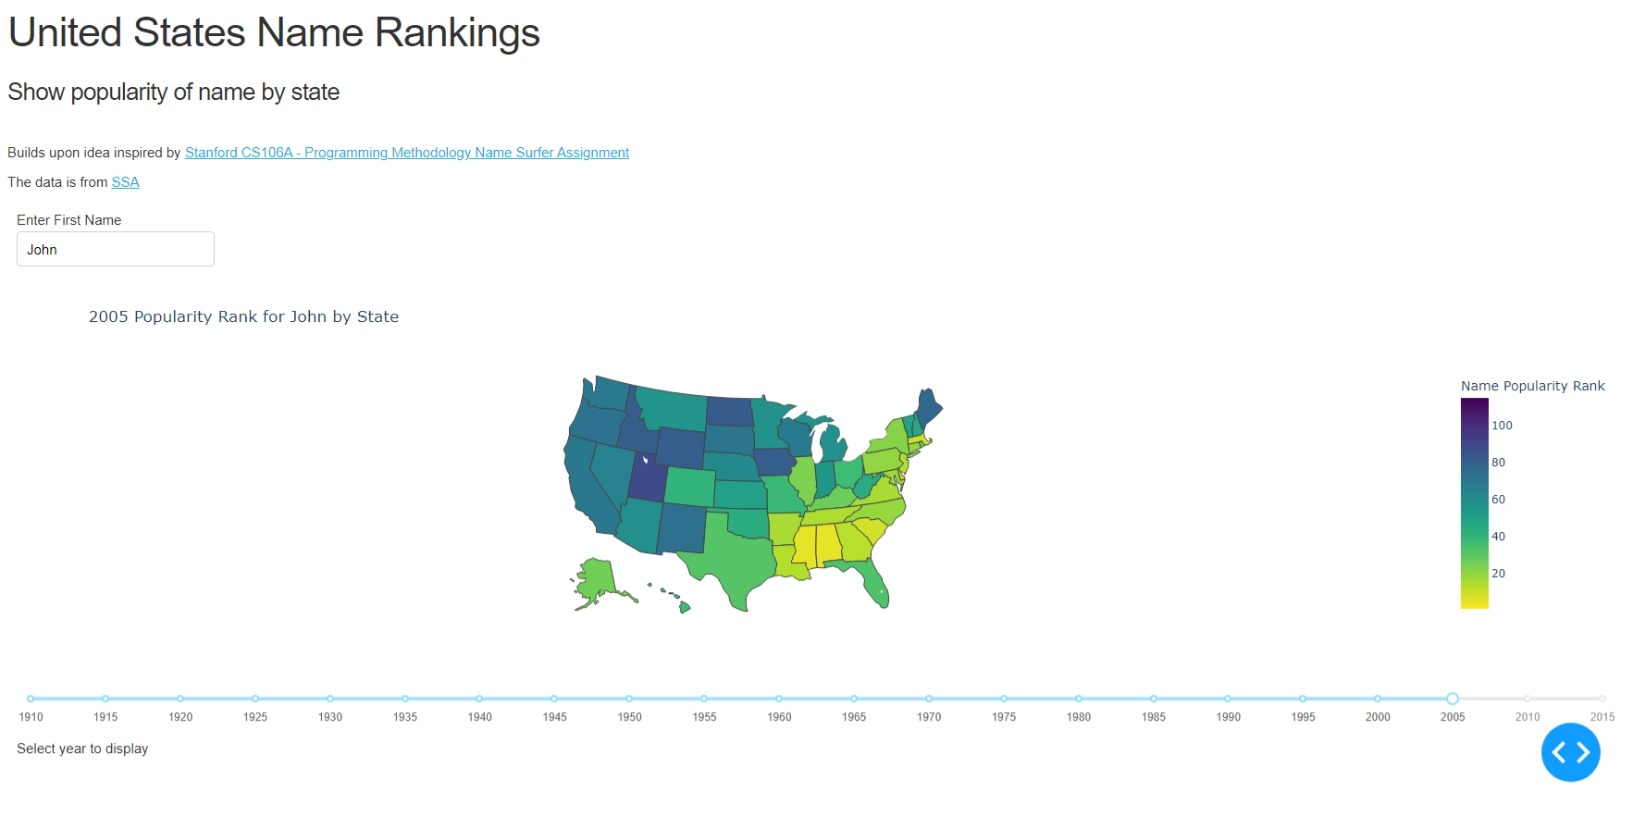 United States Name Rankings
Show popularity of name by state
Builds upon idea inspired by Stanford CS106A - Programming Methodology Name Surfer Assignment
The data is from SSA
Enter First Name
John
2005 Popularity Rank for John by State
Name Popularity Rank
100
80
60
40
20
1910 1915 1920 1925 1930 1935 1940 1945 1950 1955 1960 1965 1970 1975 1980 1985 1990 1995 2000 2005 2010 2015
Select year to display